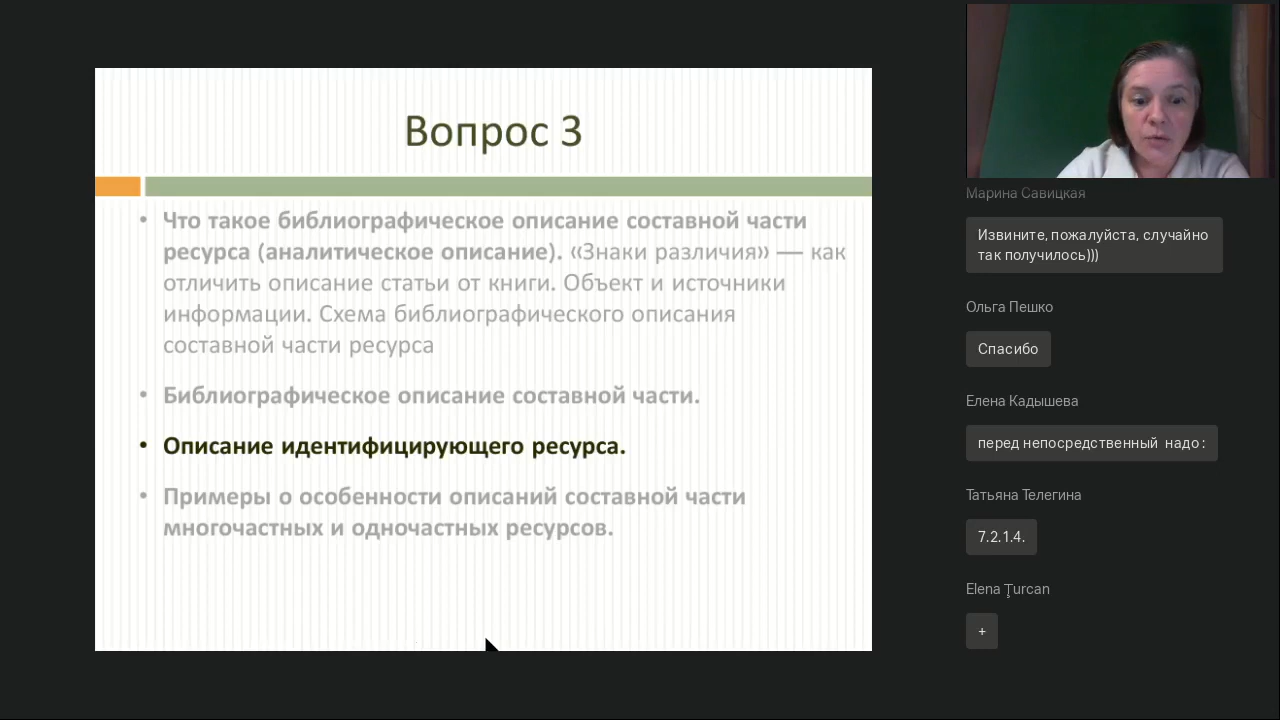 Вопрос 3
• Что такое библиографическое описание составной части
ресурса (аналитическое описание). «Знаки различия» — как
отличить описание статьи от книги. Объект и источники
информации. Схема библиографического описания
составной части ресурса
• Библиографическое описание составной части.
• Описание идентифицирующего ресурса.
• Примеры о особенности описаний составной части
многочастных и одночастных ресурсов.
Марина Савицкая
Извините, пожалуйста, случайно
так получилось)))
Ольга Пешко
Спасибо
Елена Кадышева
перед непосредственный надо :
Татьяна Телегина
7.2.1.4.
Elena Țurcan
+